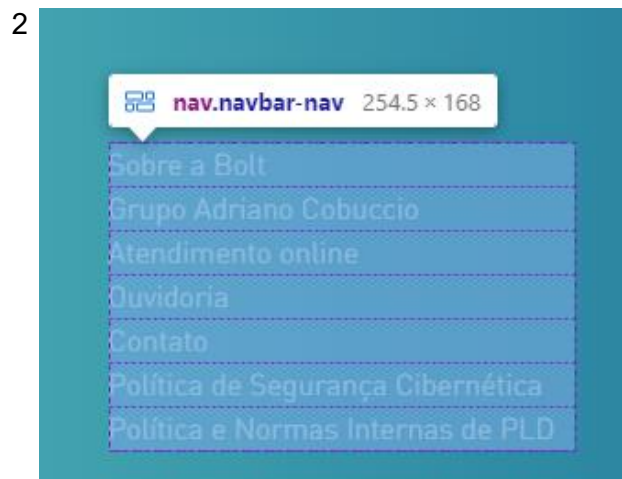 2
nav.navbar-nav 254.5 × 168
Sobre a Bolt
Grupo Adriano Cobuccio
Atendimento online
Ouvidoria
Contato
Política de Segurança Cibernética
Política e Normas Internas de PLD